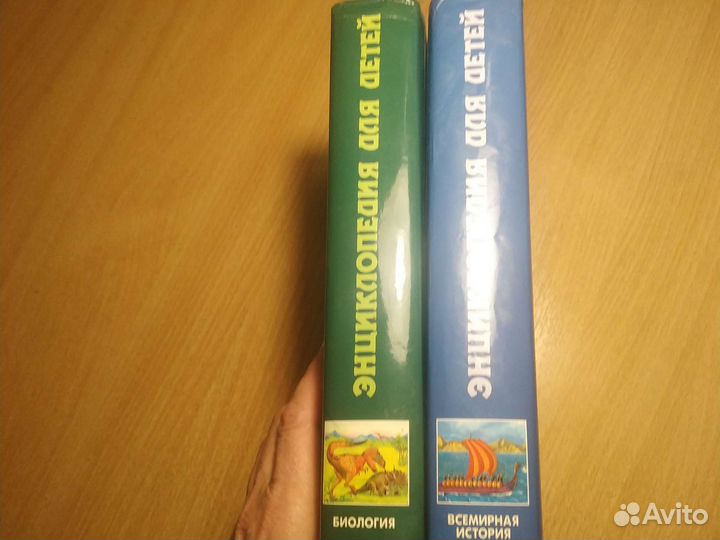 ЭНЦИКЛОПЕДИЯ ДЛЯ ДЕТЕЙ
БИОЛОГИЯ
ЭНЦИКЛОПЕДИЯ ДЛЯ ДЕТЕЙ
ВСЕМИРНАЯ
ИСТОРИЯ
Avito